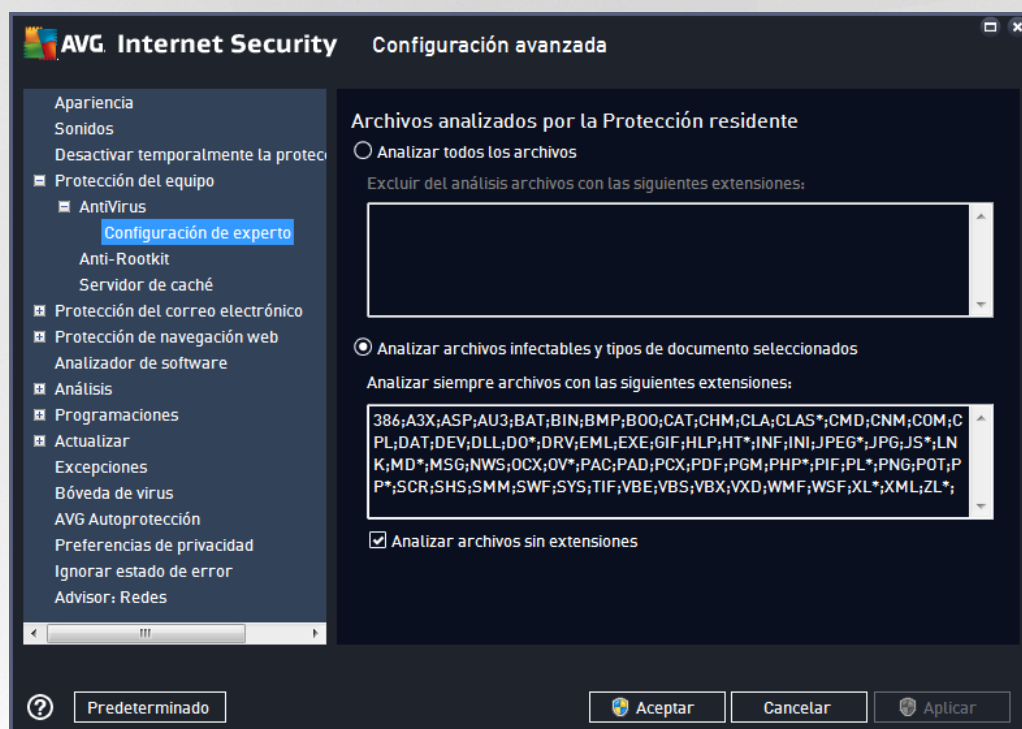 AVG. Internet Security
Configuración avanzada
Apariencia
Sonidos
Desactivar temporalmente la protec
Protección del equipo
AntiVirus
Configuración de experto
Anti-Rootkit
Servidor de caché
Protección del correo electrónico
Protección de navegación web
Analizador de software
Análisis
Programaciones
Actualizar
Excepciones
Bóveda de virus
AVG Autoprotección
Preferencias de privacidad
Ignorar estado de error
Advisor: Redes
Archivos analizados por la Protección residente
Analizar todos los archivos
Excluir del análisis archivos con las siguientes extensiones:
Analizar archivos infectables y tipos de documento seleccionados
Analizar siempre archivos con las siguientes extensiones:
386;A3X;ASP;AU3;BAT;BIN;BMP;BOO;CAT;CHM;CLA;CLAS*;CMD;CNM;COM;C
PL;DAT;DEV;DLL;DO*;DRV;EML;EXE;GIF;HLP;HT*;INF;INI;JPEG*;JPG;JS*;LN
K;MD*;MSG;NWS;OCX;OV*;PAC;PAD;PCX;PDF;PGM;PHP*;PIF;PL*;PNG;POT;P
P*;SCR;SHS;SMM;SWF;SYS;TIF;VBE;VBS;VBX;VXD;WMF;WSF;XL*;XML;ZL*;
Analizar archivos sin extensiones
Predeterminado
Aceptar
Cancelar
Aplicar